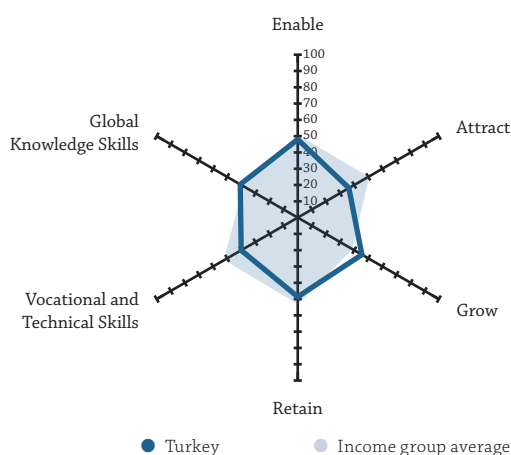 Enable
100
90
80
70
60
50
40
30
20
10
Attract
Global
Knowledge Skills
Vocational and
Technical Skills
Grow
Retain
Turkey
Income group average